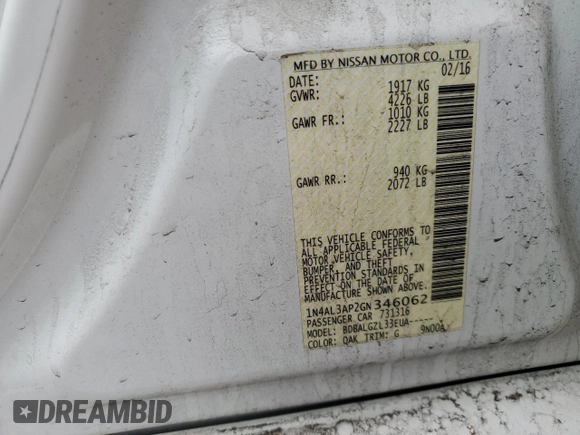 MFD BY NISSAN MOTOR CO., LTD.
DATE: 02/16
GVWR: 1917 KG
4226 LB
GAWR FR.: 1010 KG
2227 LB
GAWR RR.: 940 KG
2072 LB
THIS VEHICLE CONFORMS TO
ALL APPLICABLE FEDERAL
MOTOR VEHICLE SAFETY,
BUMPER, AND THEFT
PREVENTION STANDARDS IN
EFFECT ON THE DATE OF
MANUFACTURE SHOWN ABOVE.
1N4AL3AP2GN346062
PASSENGER CAR 731316
MODEL: BDBALGZL33EUA-----
COLOR: QAK TRIM: G 9N00A
DREAMBID